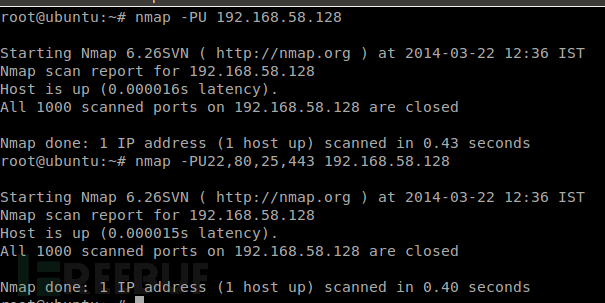 root@ubuntu:~# nmap -PU 192.168.58.128
Starting Nmap 6.26SVN ( http://nmap.org ) at 2014-03-22 12:36 IST
Nmap scan report for 192.168.58.128
Host is up (0.000016s latency).
All 1000 scanned ports on 192.168.58.128 are closed
Nmap done: 1 IP address (1 host up) scanned in 0.43 seconds
root@ubuntu:~# nmap -PU22,80,25,443 192.168.58.128
Starting Nmap 6.26SVN ( http://nmap.org ) at 2014-03-22 12:36 IST
Nmap scan report for 192.168.58.128
Host is up (0.000015s latency).
All 1000 scanned ports on 192.168.58.128 are closed
Nmap done: 1 IP address (1 host up) scanned in 0.40 seconds
root@ubuntu:~#